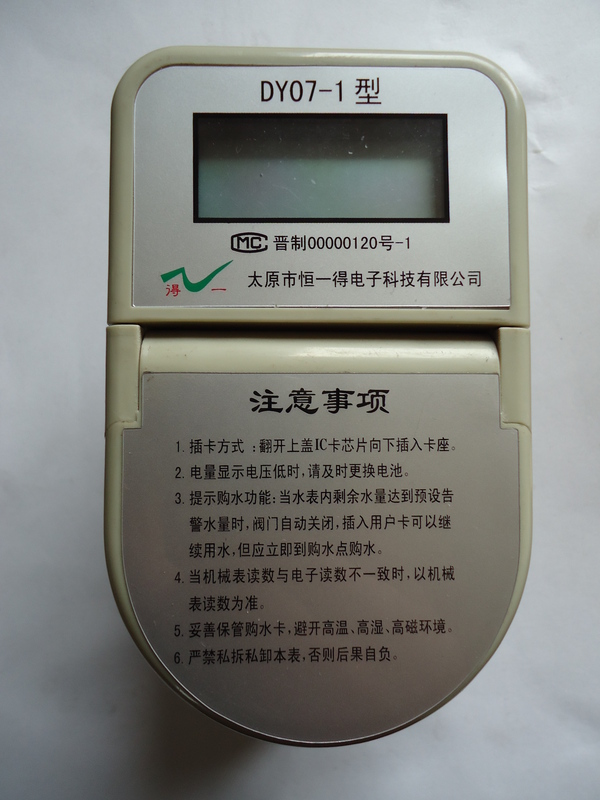 DY07-1 型
MC 晋制00000120号-1
得一
太原市恒一得电子科技有限公司
注意事项
1. 插卡方式 :翻开上盖IC卡芯片向下插入卡座。
2. 电量显示电压低时,请及时更换电池。
3. 提示购水功能:当水表内剩余水量达到预设告
警水量时,阀门自动关闭,插入用户卡可以继
续用水,但应立即到购水点购水。
4. 当机械表读数与电子读数不一致时,以机械
表读数为准。
5. 妥善保管购水卡,避开高温、高湿、高磁环境。
6. 严禁私拆私卸本表,否则后果自负。